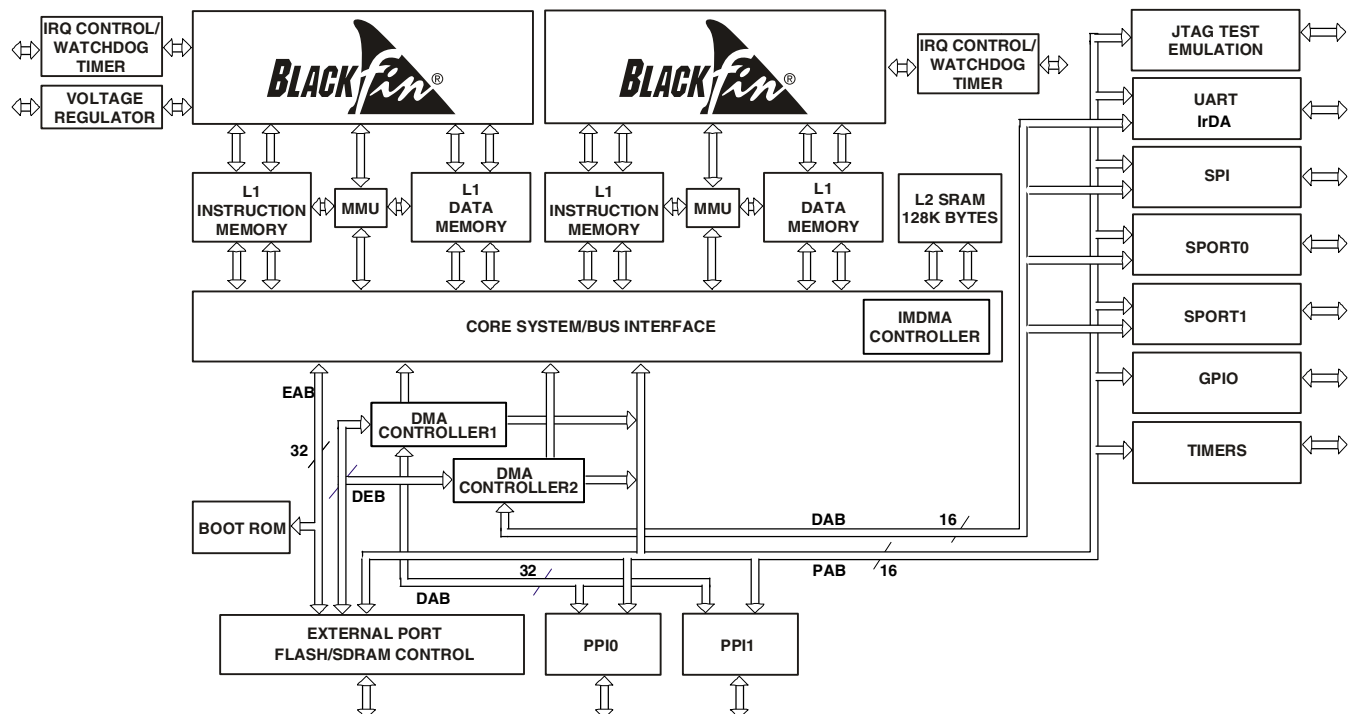 IRQ CONTROL/
WATCHDOG
TIMER
VOLTAGE
REGULATOR
BLACKfin®
BLACKfin®
IRQ CONTROL/
WATCHDOG
TIMER
JTAG TEST
EMULATION
UART
IrDA
SPI
SPORT0
SPORT1
GPIO
TIMERS
L1
INSTRUCTION
MEMORY
MMU
L1
DATA
MEMORY
L1
INSTRUCTION
MEMORY
MMU
L1
DATA
MEMORY
L2 SRAM
128K BYTES
CORE SYSTEM/BUS INTERFACE
IMDMA
CONTROLLER
EAB
32
DMA
CONTROLLER1
DEB
DMA
CONTROLLER2
BOOT ROM
DAB
16
PAB
16
32
DAB
EXTERNAL PORT
FLASH/SDRAM CONTROL
PPI0
PPI1